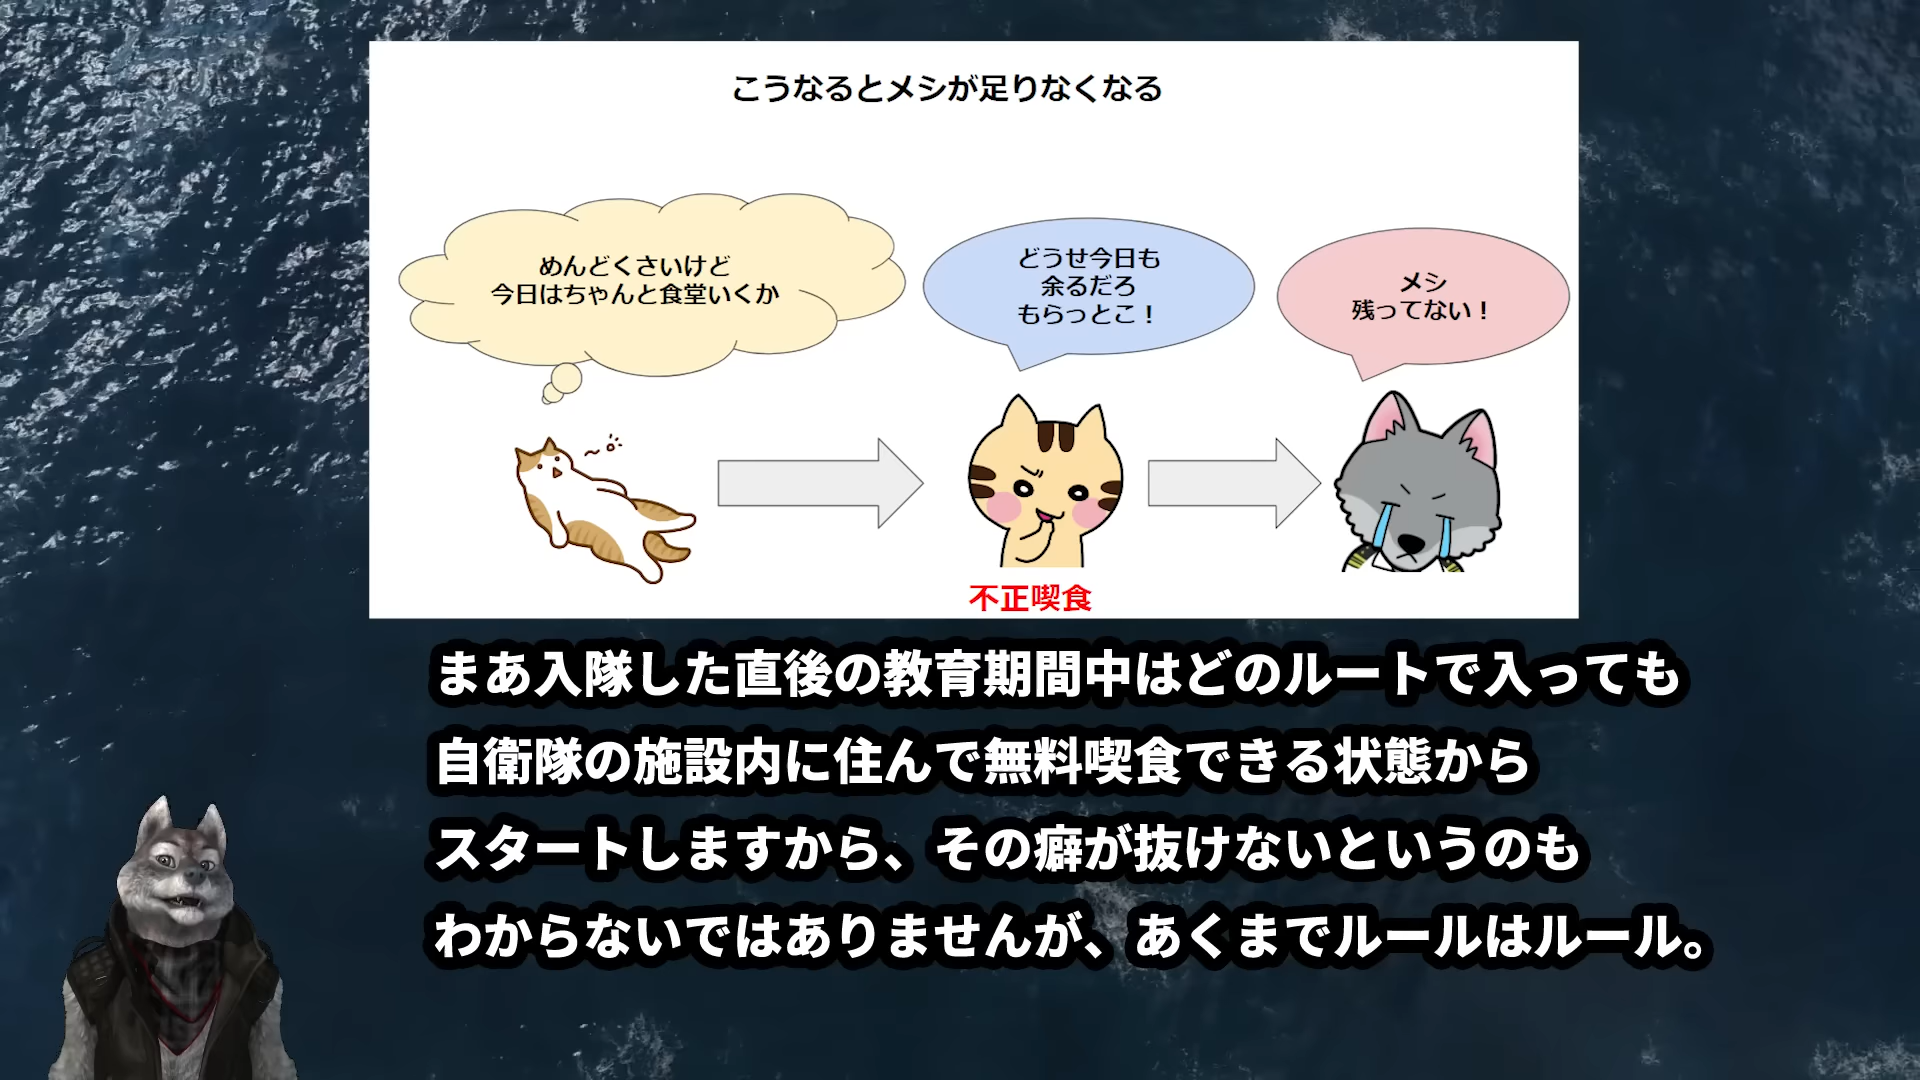 こうなるとメシが足りなくなる
めんどくさいけど
今日はちゃんと食堂いくか
どうせ今日も
余るだろ
もらっとこ！
メシ
残ってない！
不正喫食
まあ入隊した直後の教育期間中はどのルートで入っても
自衛隊の施設内に住んで無料喫食できる状態から
スタートしますから、その癖が抜けないというのも
わからないではありませんが、あくまでルールはルール。